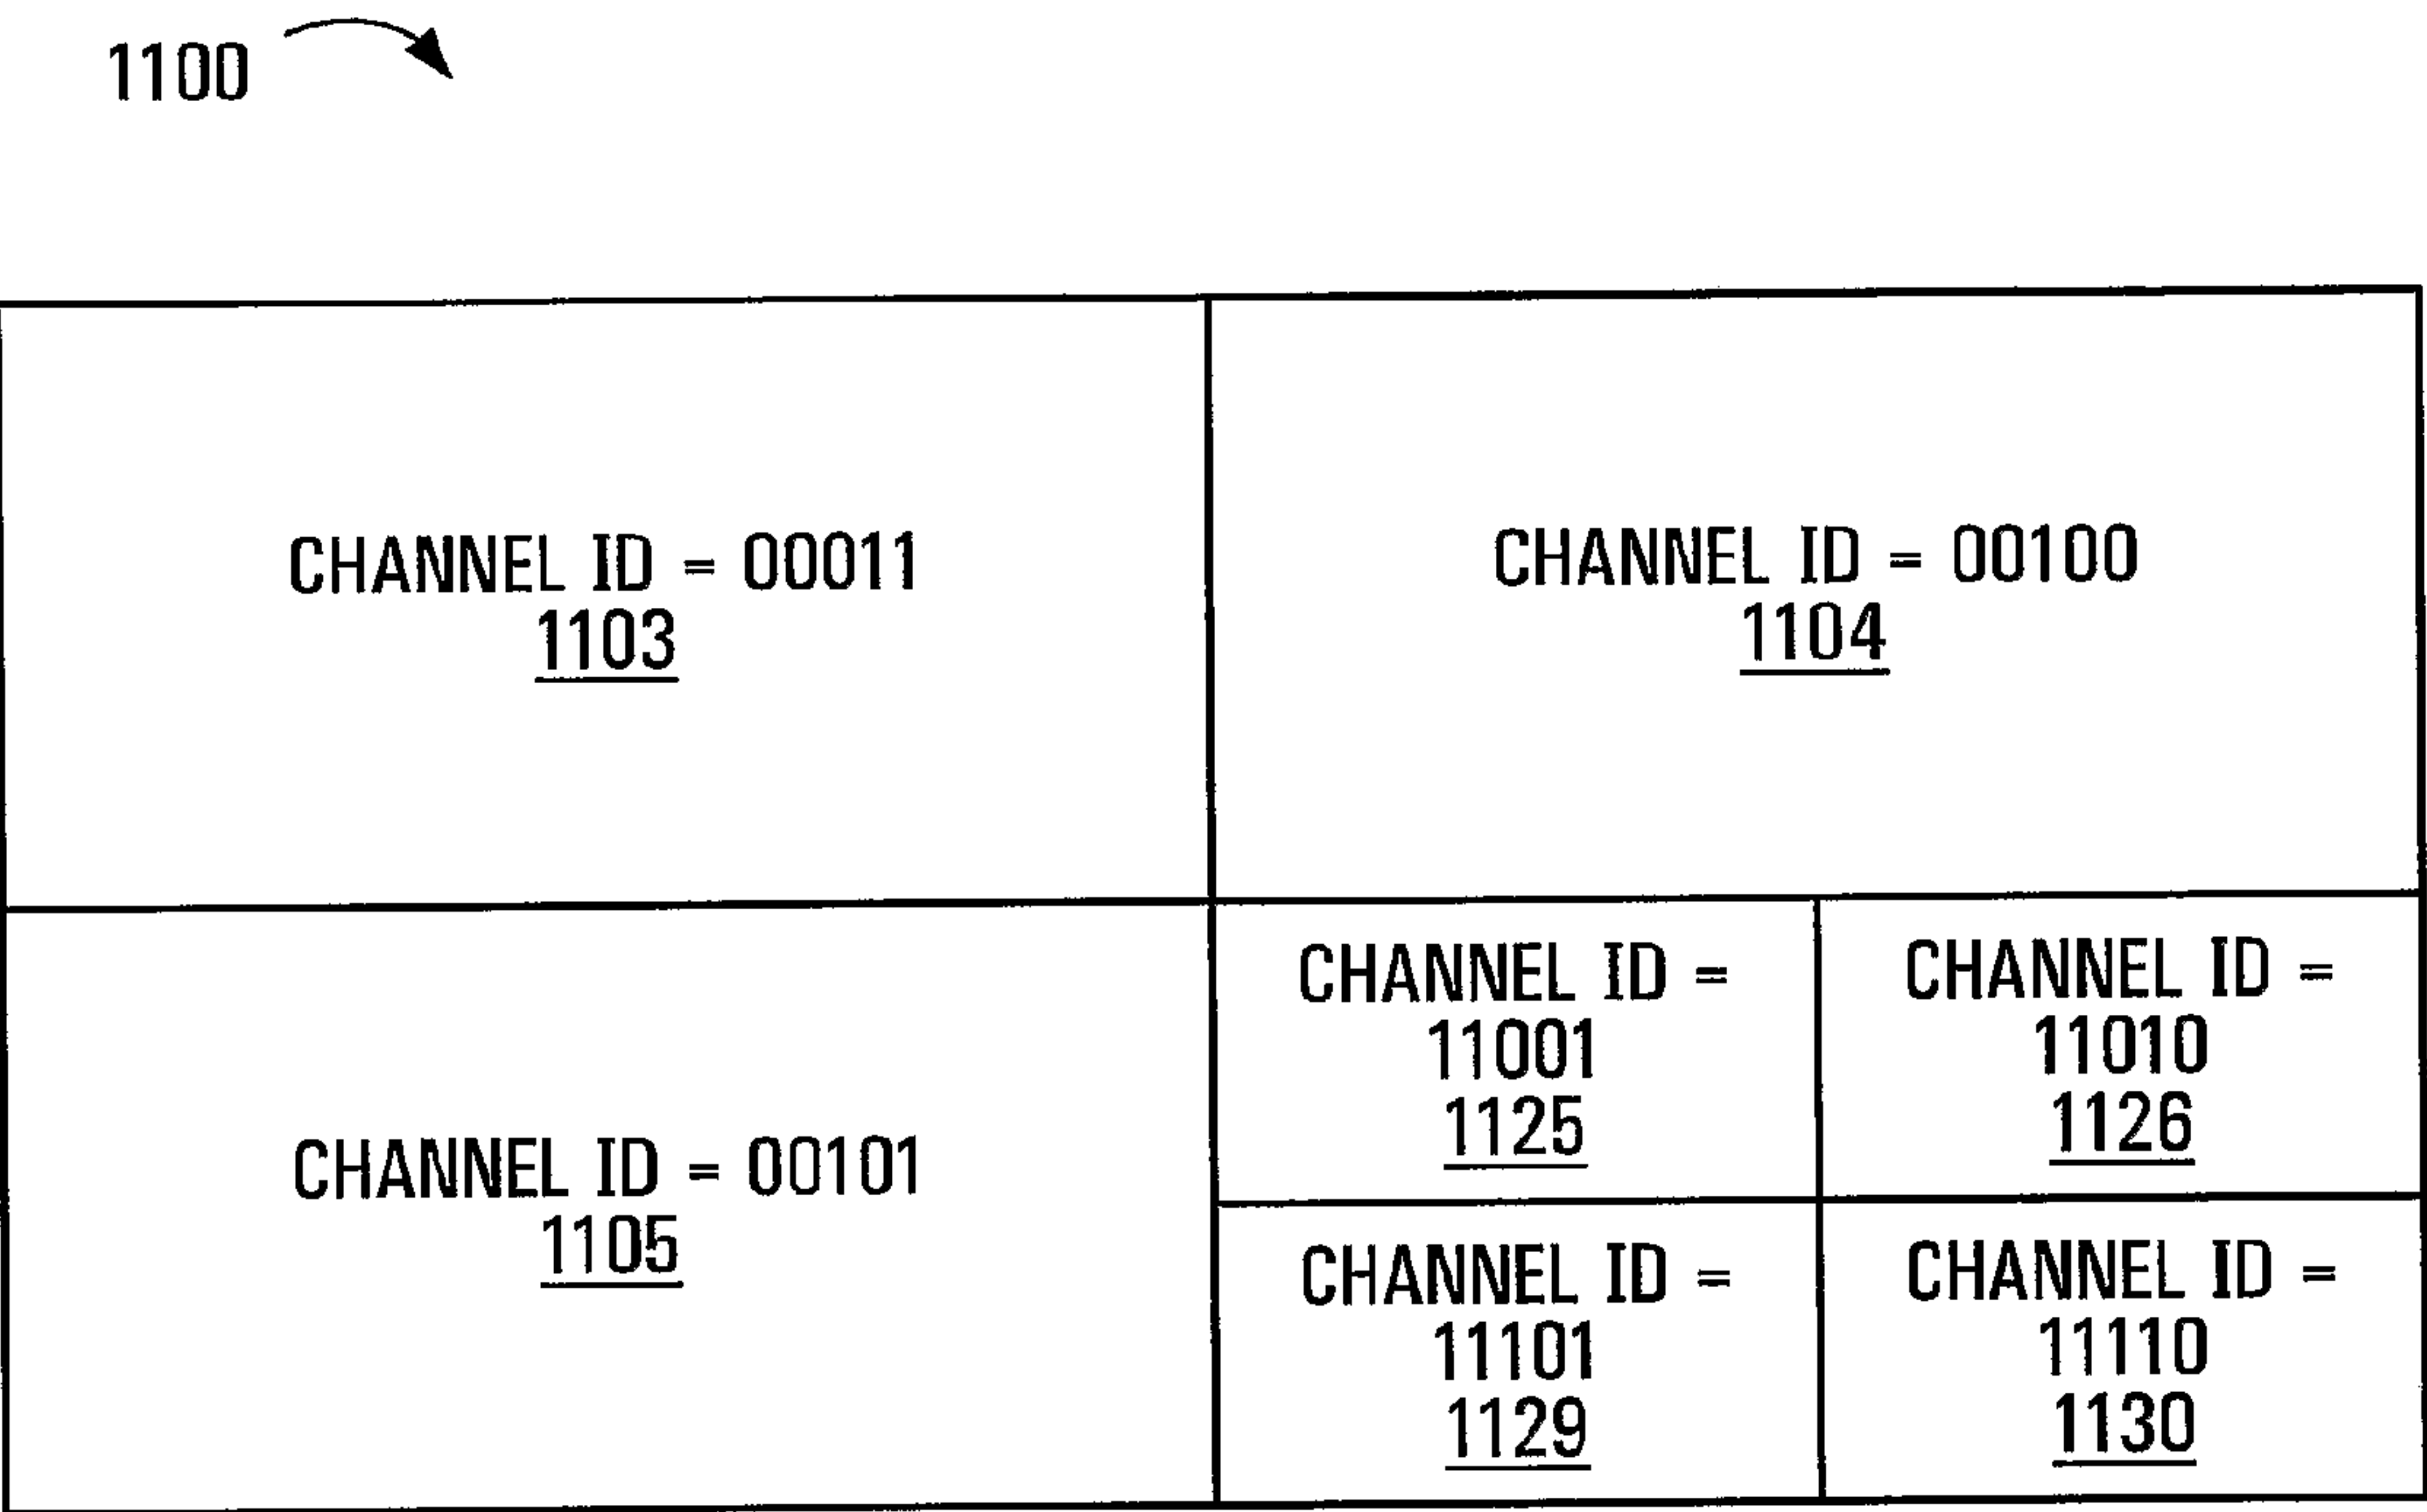 1100
CHANNEL ID = 00011
1103
CHANNEL ID = 00100
1104
CHANNEL ID = 00101
1105
CHANNEL ID =
11001
1125
CHANNEL ID =
11010
1126
CHANNEL ID =
11101
1129
CHANNEL ID =
11110
1130